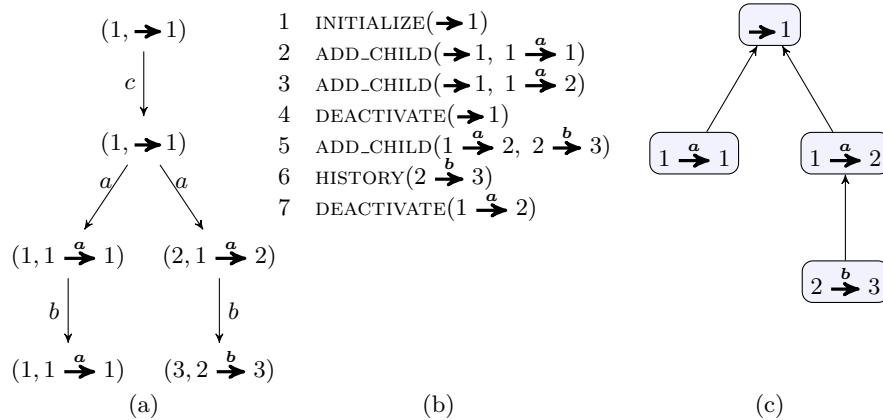 (1, → 1)
c
(1, → 1)
a a
(1, 1 a→ 1) (2, 1 a→ 2)
b b
(1, 1 a→ 1) (3, 2 b→ 3)
(a)
1 INITIALIZE(→ 1)
2 ADD_CHILD(→ 1, 1 a→ 1)
3 ADD_CHILD(→ 1, 1 a→ 2)
4 DEACTIVATE(→ 1)
5 ADD_CHILD(1 a→ 2, 2 b→ 3)
6 HISTORY(2 b→ 3)
7 DEACTIVATE(1 a→ 2)
(b)
→ 1
1 a→ 1 1 a→ 2
2 b→ 3
(c)